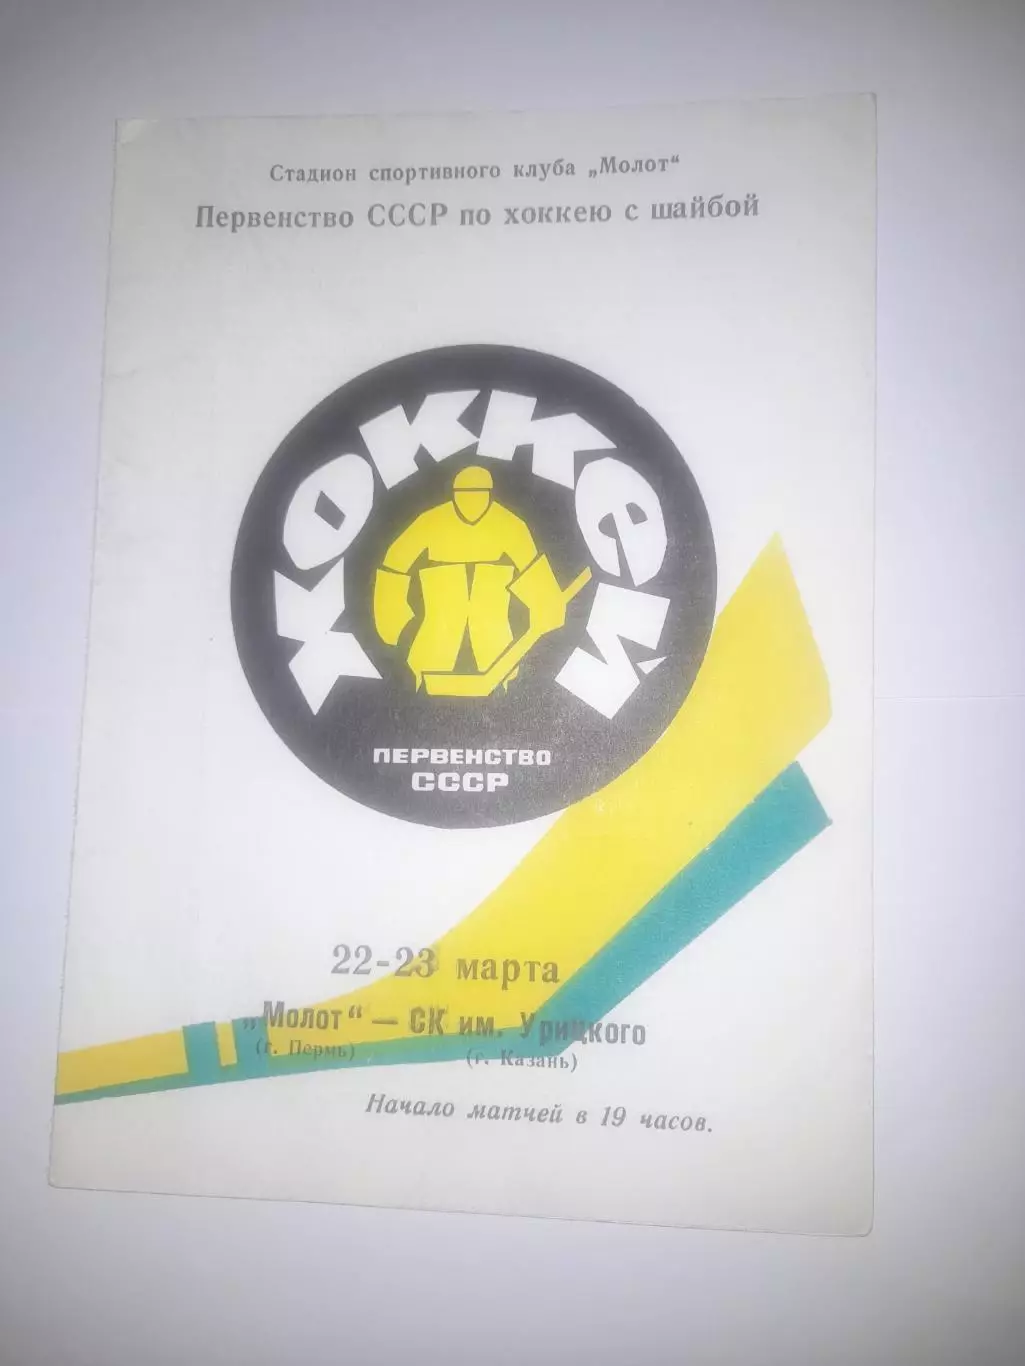 Стадион спортивного клуба „Молот“
Первенство СССР по хоккею с шайбой
ХОККЕЙ
ПЕРВЕНСТВО
СССР
22-23 марта
„Молот“ — СК им. Урицкого
(г. Пермь) (г. Казань)
Начало матчей в 19 часов.